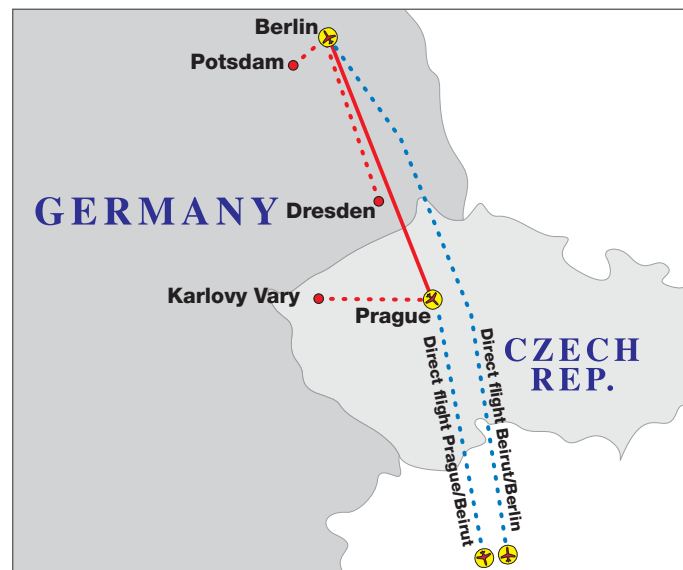 Berlin
Potsdam
GERMANY
Dresden
Karlovy Vary
Prague
CZECH
REP.
Direct flight Prague/Beirut
Direct flight Beirut/Berlin